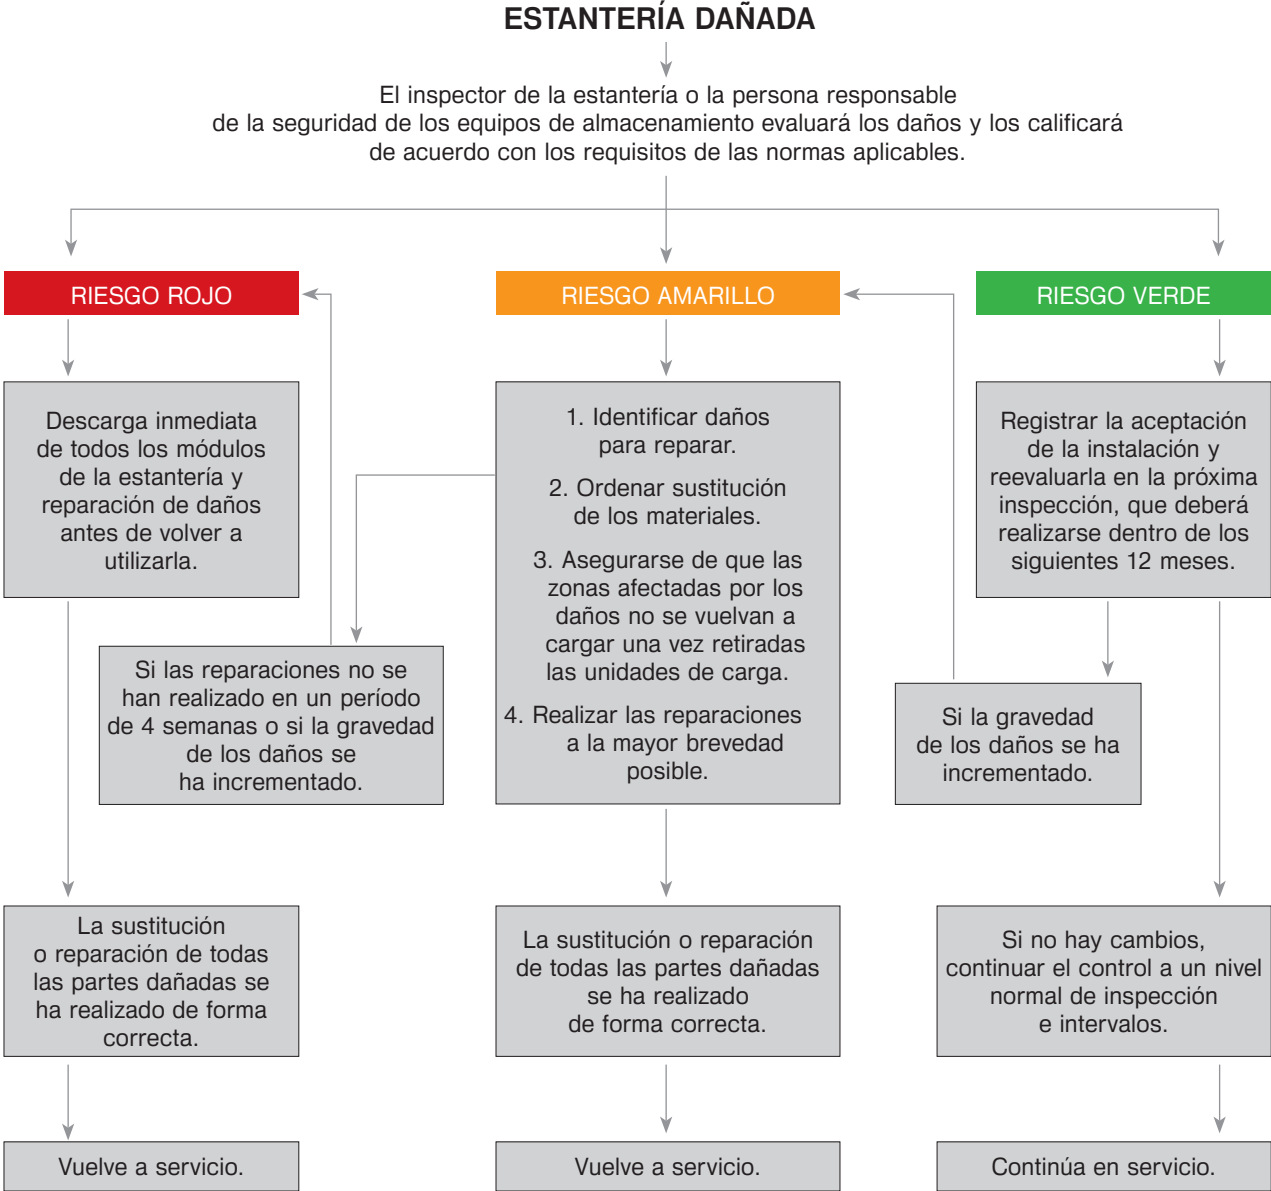 ESTANTERÍA DAÑADA
El inspector de la estantería o la persona responsable
de la seguridad de los equipos de almacenamiento evaluará los daños y los calificará
de acuerdo con los requisitos de las normas aplicables.
RIESGO ROJO
RIESGO AMARILLO
RIESGO VERDE
Descarga inmediata
de todos los módulos
de la estantería y
reparación de daños
antes de volver a
utilizarla.
1. Identificar daños
para reparar.
2. Ordenar sustitución
de los materiales.
3. Asegurarse de que las
zonas afectadas por los
daños no se vuelvan a
cargar una vez retiradas
las unidades de carga.
4. Realizar las reparaciones
a la mayor brevedad
posible.
Registrar la aceptación
de la instalación y
reevaluarla en la próxima
inspección, que deberá
realizarse dentro de los
siguientes 12 meses.
Si las reparaciones no se
han realizado en un período
de 4 semanas o si la gravedad
de los daños se
ha incrementado.
Si la gravedad
de los daños se ha
incrementado.
La sustitución
o reparación de todas
las partes dañadas se
ha realizado de forma
correcta.
La sustitución o reparación
de todas las partes dañadas
se ha realizado
de forma correcta.
Si no hay cambios,
continuar el control a un nivel
normal de inspección
e intervalos.
Vuelve a servicio.
Vuelve a servicio.
Continúa en servicio.